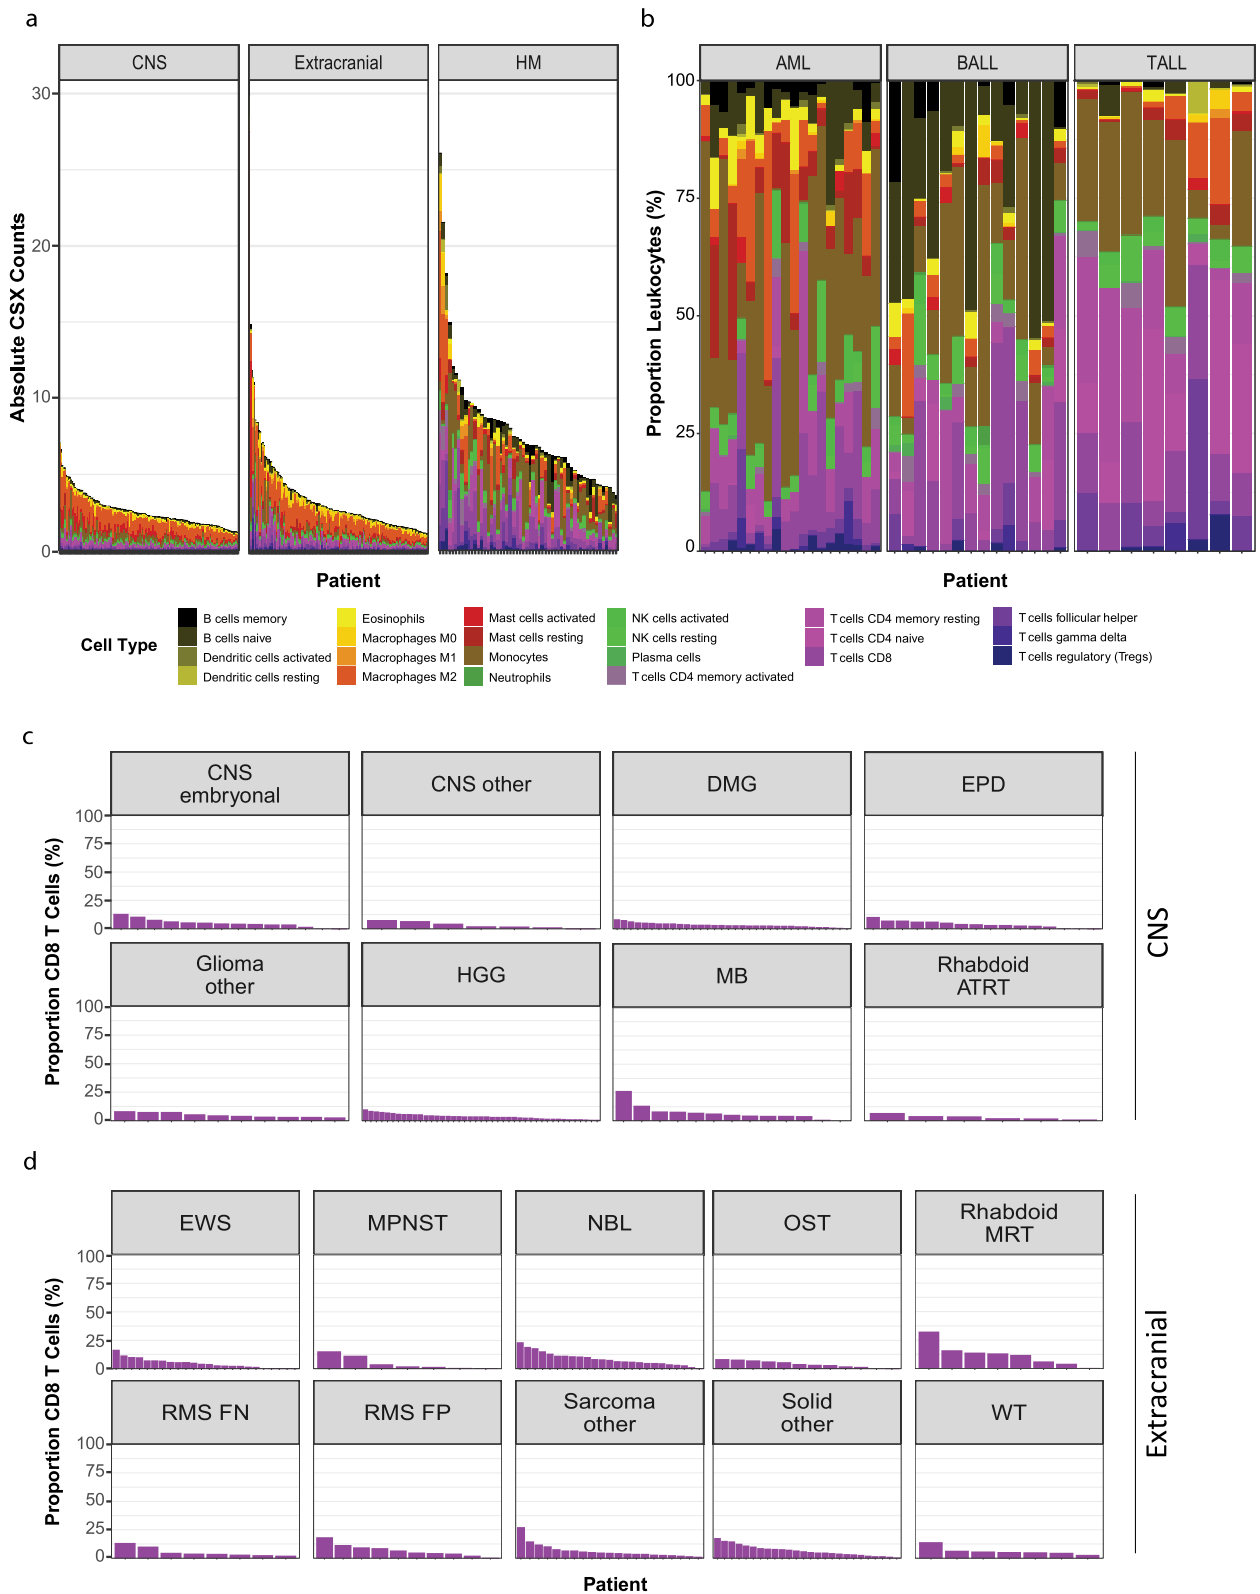 a
b
CNS
Extracranial
HM
AML
BALL
TALL
Absolute CSX Counts
30
20
10
0
Proportion Leukocytes (%)
100
75
50
25
0
Patient
Patient
Cell Type
B cells memory
B cells naive
Dendritic cells activated
Dendritic cells resting
Eosinophils
Macrophages M0
Macrophages M1
Macrophages M2
Mast cells activated
Mast cells resting
Monocytes
Neutrophils
NK cells activated
NK cells resting
Plasma cells
T cells CD4 memory activated
T cells CD4 memory resting
T cells CD4 naive
T cells CD8
T cells follicular helper
T cells gamma delta
T cells regulatory (Tregs)
c
CNS
embryonal
CNS other
DMG
EPD
Proportion CD8 T Cells (%)
100
75
50
25
0
Glioma
other
HGG
MB
Rhabdoid
ATRT
100
75
50
25
0
CNS
d
EWS
MPNST
NBL
OST
Rhabdoid
MRT
Proportion CD8 T Cells (%)
100
75
50
25
0
RMS FN
RMS FP
Sarcoma
other
Solid
other
WT
100
75
50
25
0
Extracranial
Patient